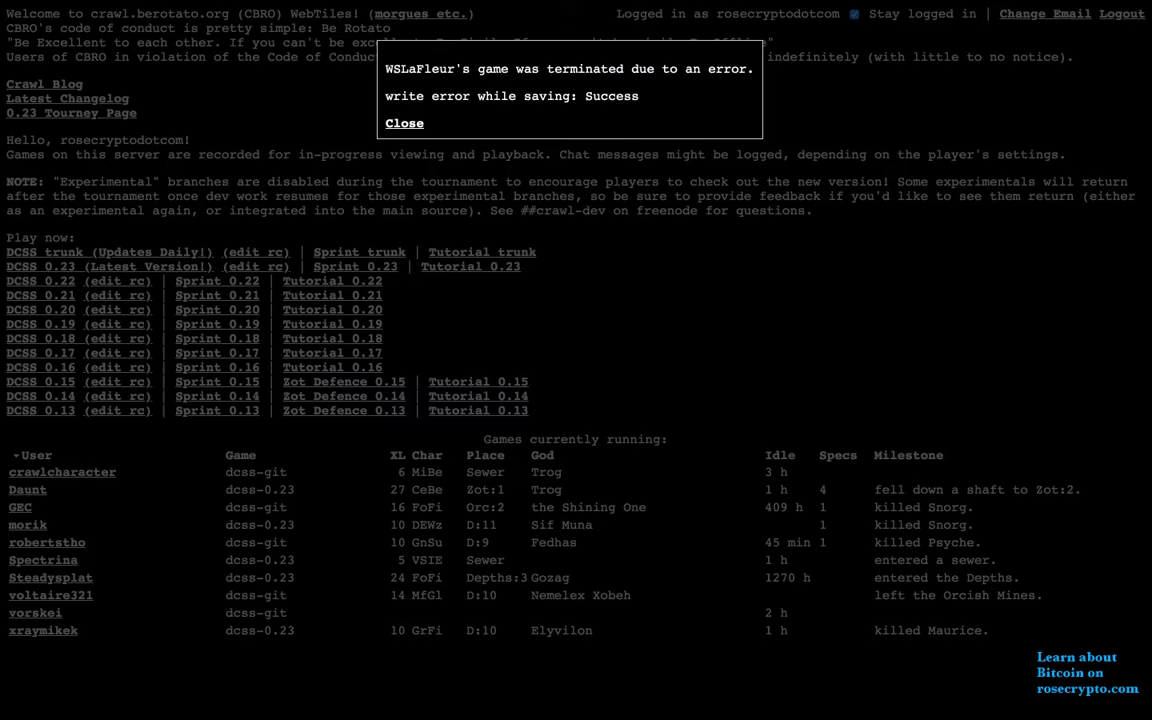 Welcome to crawl.berotato.org (CBRO) WebTiles! (morgues etc.) Logged in as rosecryptodotcom Stay logged in | Change Email Logout
CBRO's code of conduct is pretty simple: Be Rotato
"Be Excellent to each other. If you can't be
Users of CBRO in violation of the Code of Conduc indefinitely (with little to no notice).
WSLaFleur's game was terminated due to an error.
write error while saving: Success
Close
Crawl Blog
Latest Changelog
0.23 Tourney Page
Hello, rosecryptodotcom!
Games on this server are recorded for in-progress viewing and playback. Chat messages might be logged, depending on the player's settings.
NOTE: "Experimental" branches are disabled during the tournament to encourage players to check out the new version! Some experimentals will return
after the tournament once dev work resumes for those experimental branches, so be sure to provide feedback if you'd like to see them return (either
as an experimental again, or integrated into the main source). See ##crawl-dev on freenode for questions.
Play now:
DCSS trunk (Updates Daily!) (edit rc) | Sprint trunk | Tutorial trunk
DCSS 0.23 (Latest Version!) (edit rc) | Sprint 0.23 | Tutorial 0.23
DCSS 0.22 (edit rc) | Sprint 0.22 | Tutorial 0.22
DCSS 0.21 (edit rc) | Sprint 0.21 | Tutorial 0.21
DCSS 0.20 (edit rc) | Sprint 0.20 | Tutorial 0.20
DCSS 0.19 (edit rc) | Sprint 0.19 | Tutorial 0.19
DCSS 0.18 (edit rc) | Sprint 0.18 | Tutorial 0.18
DCSS 0.17 (edit rc) | Sprint 0.17 | Tutorial 0.17
DCSS 0.16 (edit rc) | Sprint 0.16 | Tutorial 0.16
DCSS 0.15 (edit rc) | Sprint 0.15 | Zot Defence 0.15 | Tutorial 0.15
DCSS 0.14 (edit rc) | Sprint 0.14 | Zot Defence 0.14 | Tutorial 0.14
DCSS 0.13 (edit rc) | Sprint 0.13 | Zot Defence 0.13 | Tutorial 0.13
Games currently running:
User Game XL Char Place God Idle Specs Milestone
crawlcharacter dcss-git 6 MiBe Sewer Trog 3 h
Daunt dcss-0.23 27 CeBe Zot:1 Trog 1 h 4 fell down a shaft to Zot:2.
GEC dcss-git 16 FoFi Orc:2 the Shining One 409 h 1 killed Snorg.
morik dcss-0.23 10 DEWz D:11 Sif Muna 1 killed Snorg.
robertstho dcss-git 10 GnSu D:9 Fedhas 45 min 1 killed Psyche.
Spectrina dcss-0.23 5 VSIE Sewer 1 h entered a sewer.
Steadysplat dcss-0.23 24 FoFi Depths:3 Gozag 1270 h entered the Depths.
voltaire321 dcss-git 14 MfGl D:10 Nemelex Xobeh left the Orcish Mines.
vorskei dcss-git 2 h
xraymikek dcss-0.23 10 GrFi D:10 Elyvilon 1 h killed Maurice.
Learn about
Bitcoin on
rosecrypto.com